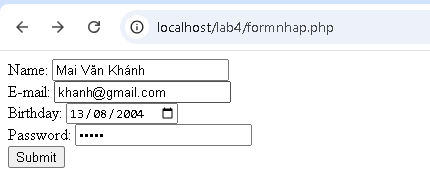 localhost/lab4/formnhap.php
Name: Mai Văn Khánh
E-mail: khanh@gmail.com
Birthday: 13/08/2004
Password: •••••
Submit